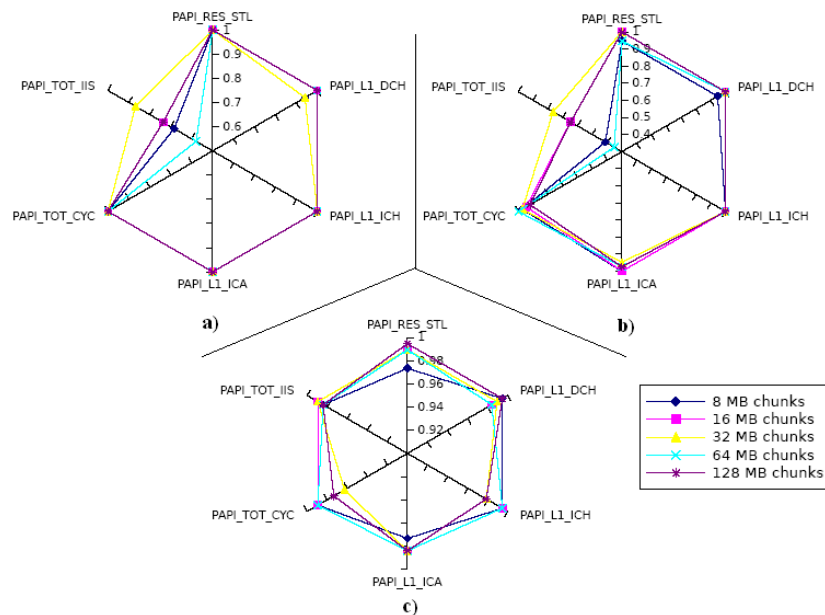 PAPI_RES_STL
1
0.9
0.8
0.7
0.6
PAPI_TOT_IIS
PAPI_L1_DCH
PAPI_TOT_CYC
PAPI_L1_ICH
PAPI_L1_ICA
a)
PAPI_RES_STL
1
0.9
0.8
0.7
0.6
0.5
0.4
PAPI_TOT_IIS
PAPI_L1_DCH
PAPI_TOT_CYC
PAPI_L1_ICH
PAPI_L1_ICA
b)
PAPI_RES_STL
1
0.98
0.96
0.94
0.92
PAPI_TOT_IIS
PAPI_L1_DCH
PAPI_TOT_CYC
PAPI_L1_ICH
PAPI_L1_ICA
c)
8 MB chunks
16 MB chunks
32 MB chunks
64 MB chunks
128 MB chunks